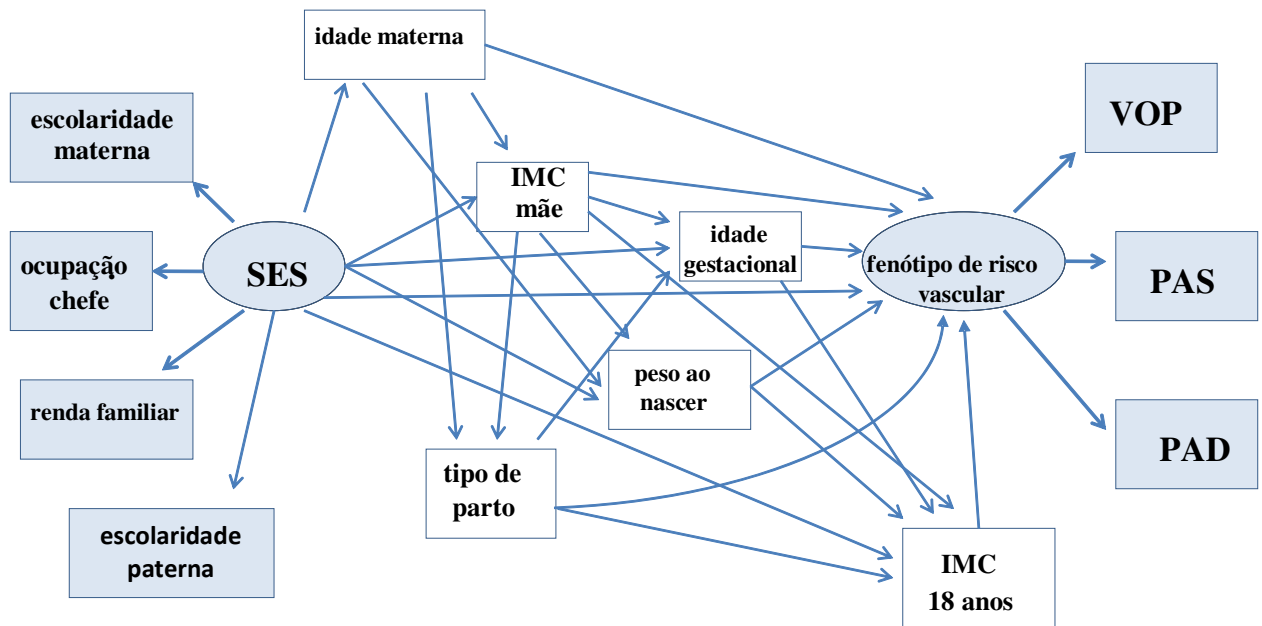 idade materna
escolaridade
materna
VOP
IMC
mãe
idade
gestacional
ocupação
chefe
SES
fenótipo de risco
vascular
PAS
renda familiar
peso ao
nascer
tipo de
parto
PAD
escolaridade
paterna
IMC
18 anos